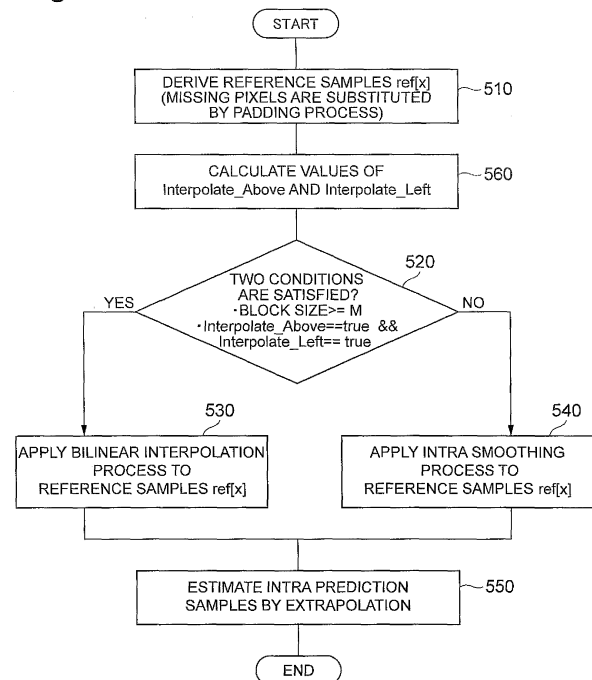 START
DERIVE REFERENCE SAMPLES ref[x]
(MISSING PIXELS ARE SUBSTITUTED
BY PADDING PROCESS)
510
CALCULATE VALUES OF
Interpolate_Above AND Interpolate_Left
560
520
TWO CONDITIONS
ARE SATISFIED?
・BLOCK SIZE>= M
・Interpolate_Above==true &&
Interpolate_Left== true
YES
NO
530
APPLY BILINEAR INTERPOLATION
PROCESS TO
REFERENCE SAMPLES ref[x]
540
APPLY INTRA SMOOTHING
PROCESS TO
REFERENCE SAMPLES ref[x]
ESTIMATE INTRA PREDICTION
SAMPLES BY EXTRAPOLATION
550
END